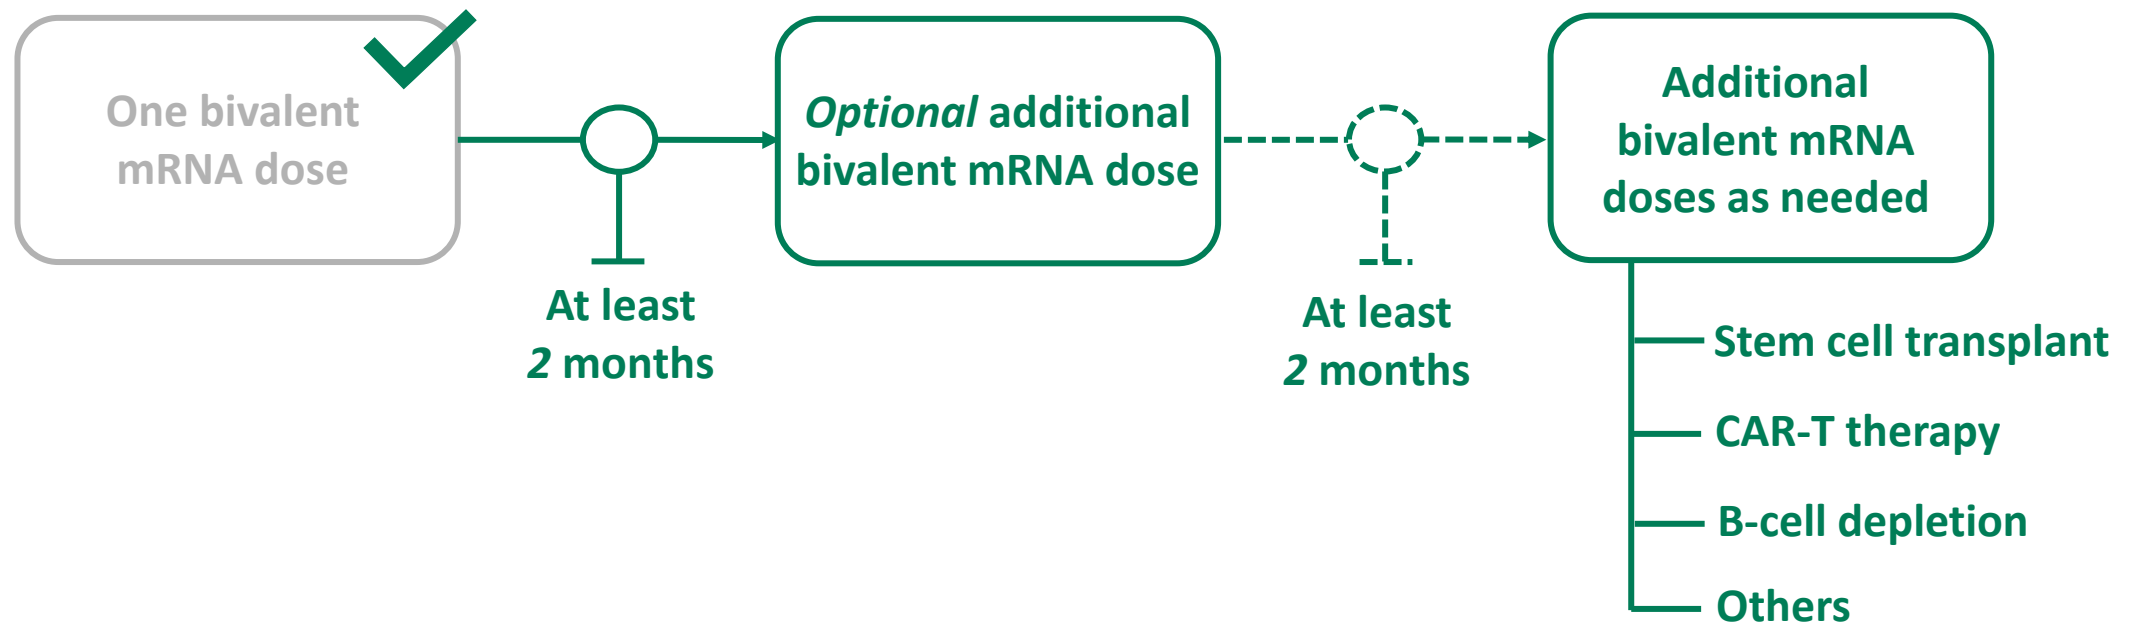 One bivalent
mRNA dose
At least
2 months
Optional additional
bivalent mRNA dose
At least
2 months
Additional
bivalent mRNA
doses as needed
Stem cell transplant
CAR-T therapy
B-cell depletion
Others